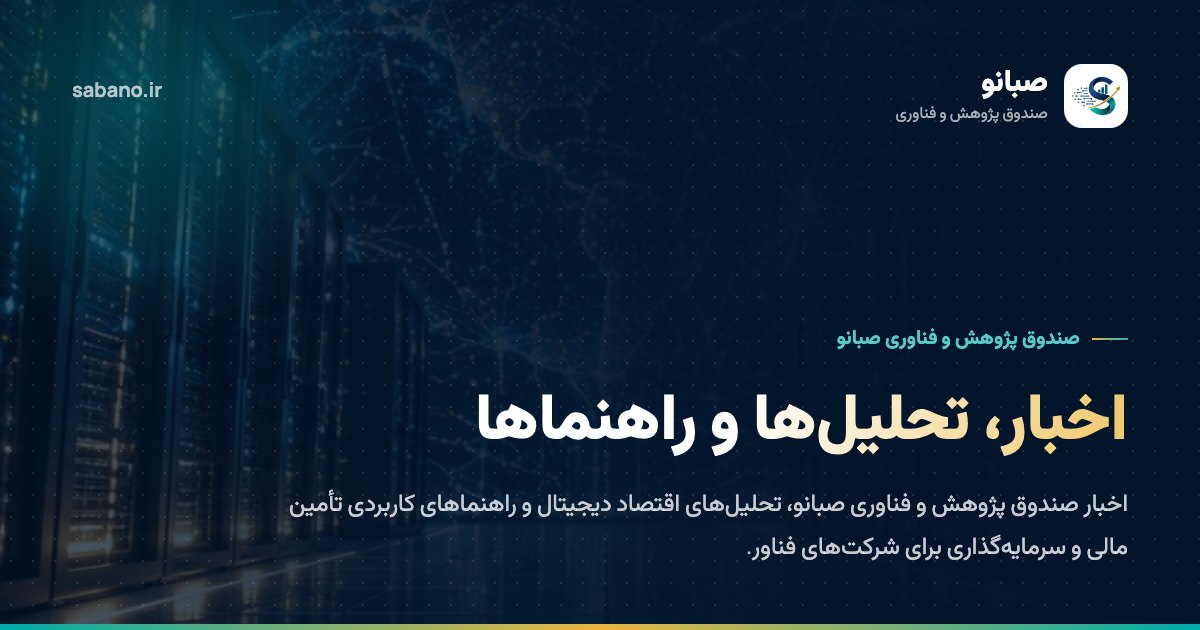 صبانو
صندوق پژوهش و فناوری
sabano.ir
صندوق پژوهش و فناوری صبانو
اخبار، تحلیل‌ها و راهنماها
اخبار صندوق پژوهش و فناوری صبانو، تحلیل‌های اقتصاد دیجیتال و راهنماهای کاربردی تأمین
مالی و سرمایه‌گذاری برای شرکت‌های فناور.